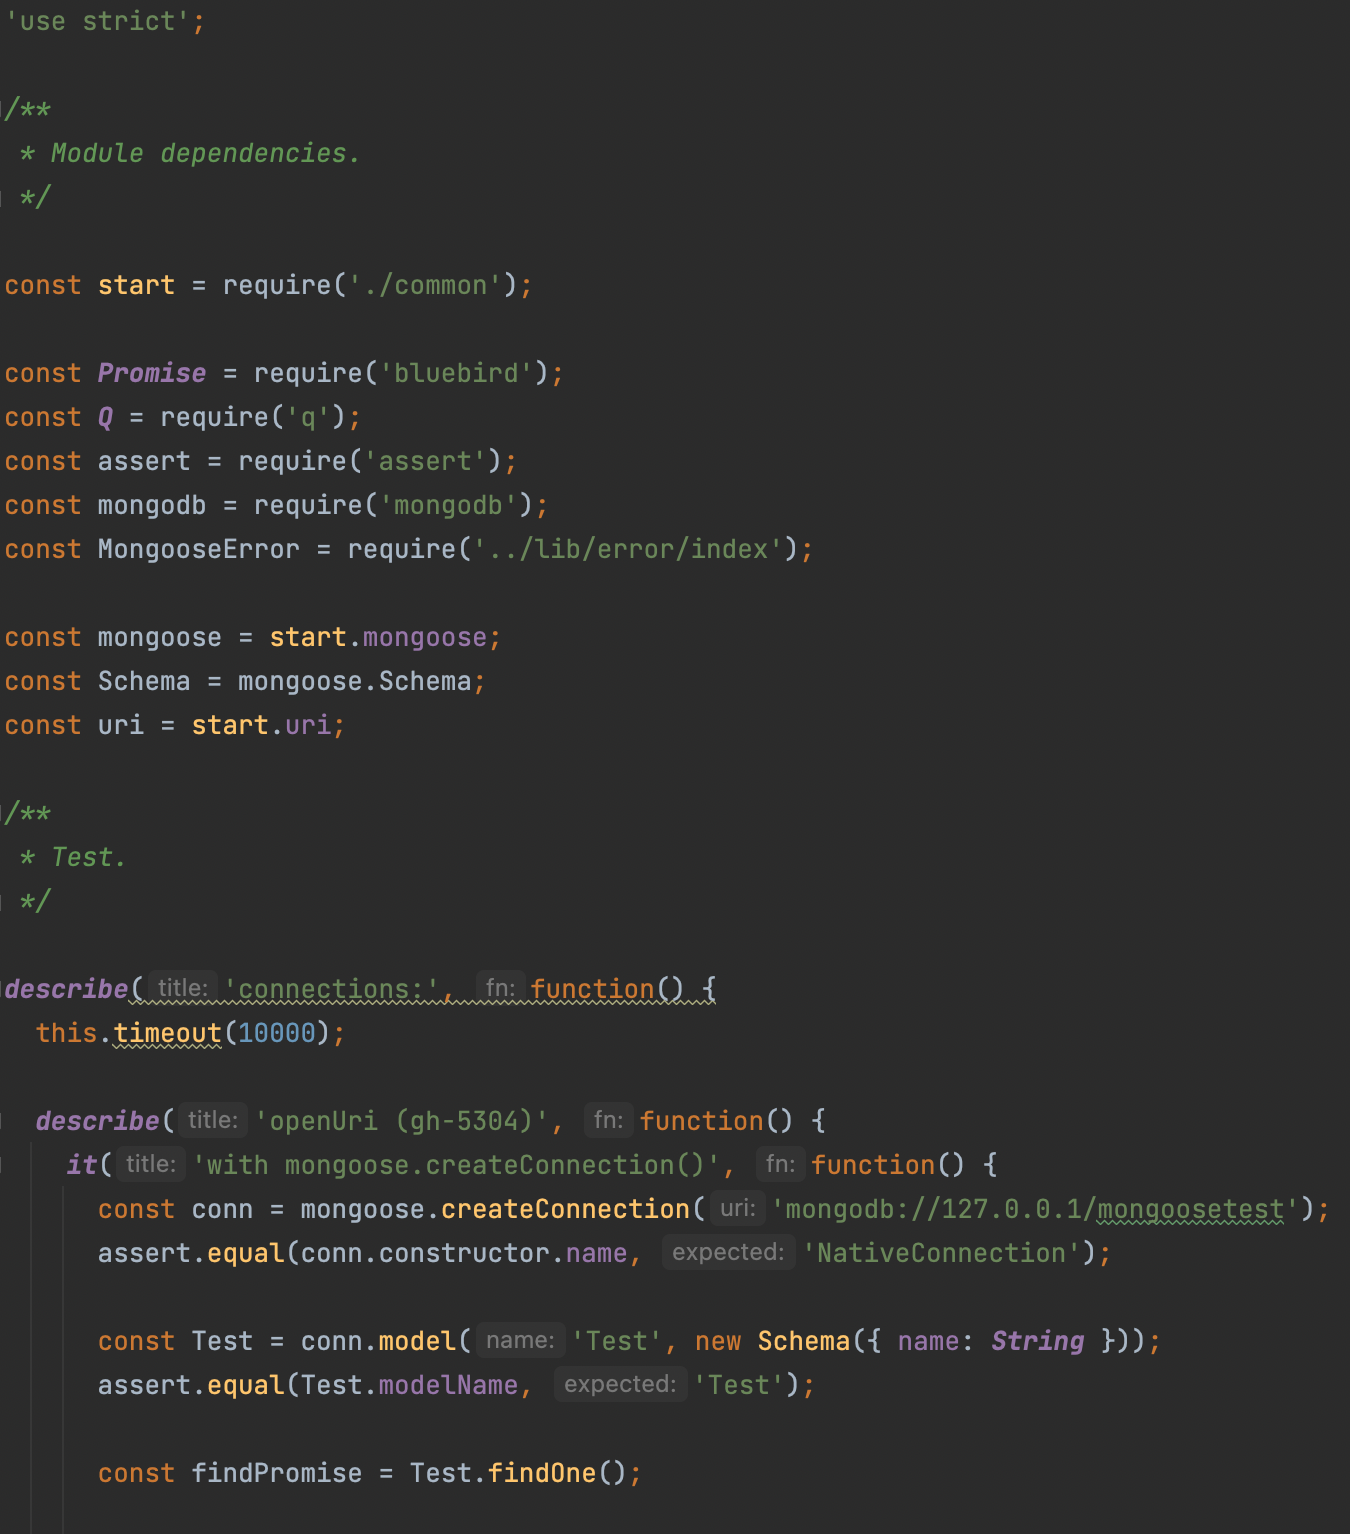 'use strict';
/**
 * Module dependencies.
 */
const start = require('./common');
const Promise = require('bluebird');
const Q = require('q');
const assert = require('assert');
const mongodb = require('mongodb');
const MongooseError = require('../lib/error/index');
const mongoose = start.mongoose;
const Schema = mongoose.Schema;
const uri = start.uri;
/**
 * Test.
 */
describe( title: 'connections:', fn: function() {
  this.timeout(10000);
  describe( title: 'openUri (gh-5304)', fn: function() {
    it( title: 'with mongoose.createConnection()', fn: function() {
      const conn = mongoose.createConnection( uri: 'mongodb://127.0.0.1/mongoosetest');
      assert.equal(conn.constructor.name, expected: 'NativeConnection');
      const Test = conn.model( name: 'Test', new Schema({ name: String }));
      assert.equal(Test.modelName, expected: 'Test');
      const findPromise = Test.findOne();